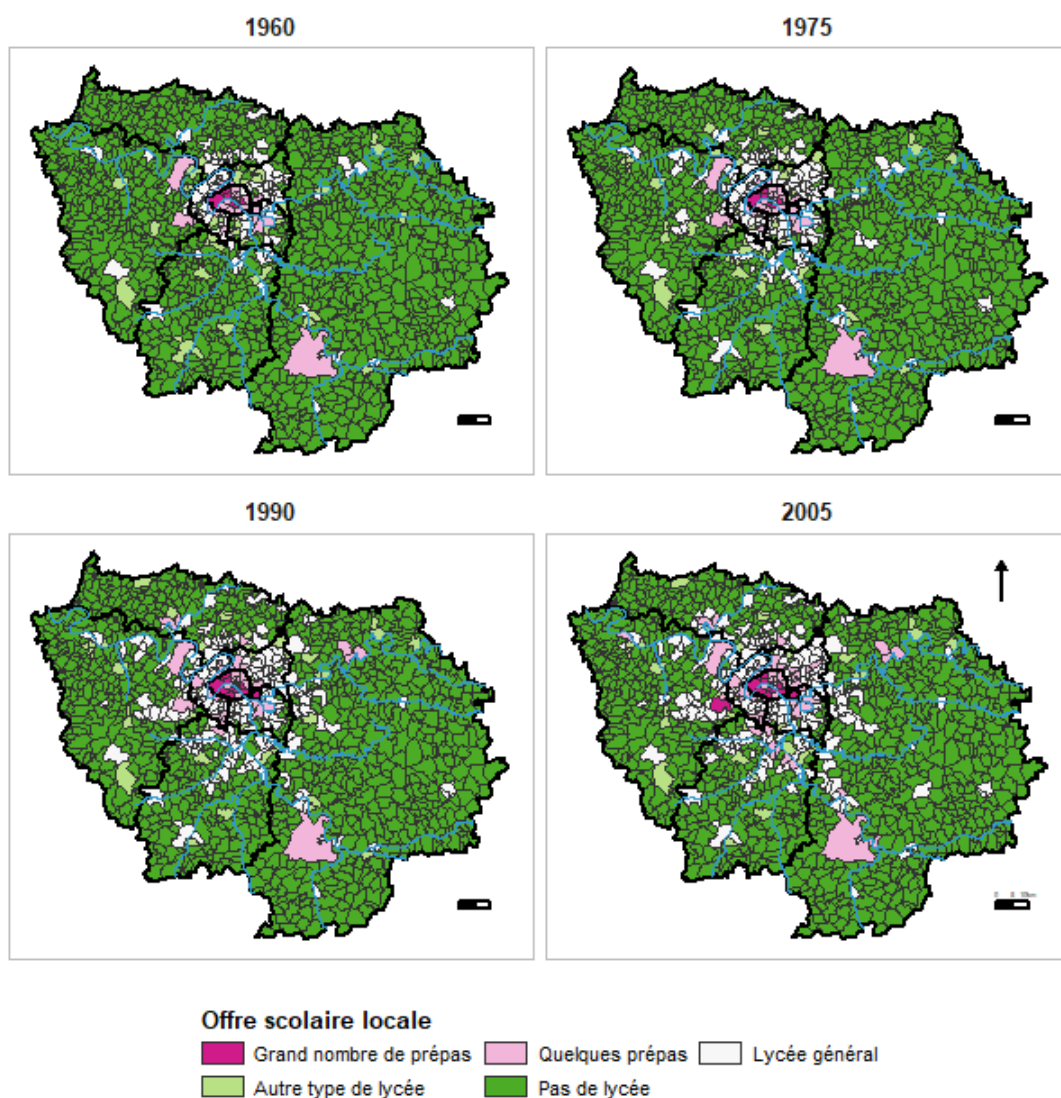 1960
1975
1990
2005
Offre scolaire locale
Grand nombre de prépas
Quelques prépas
Lycée général
Autre type de lycée
Pas de lycée